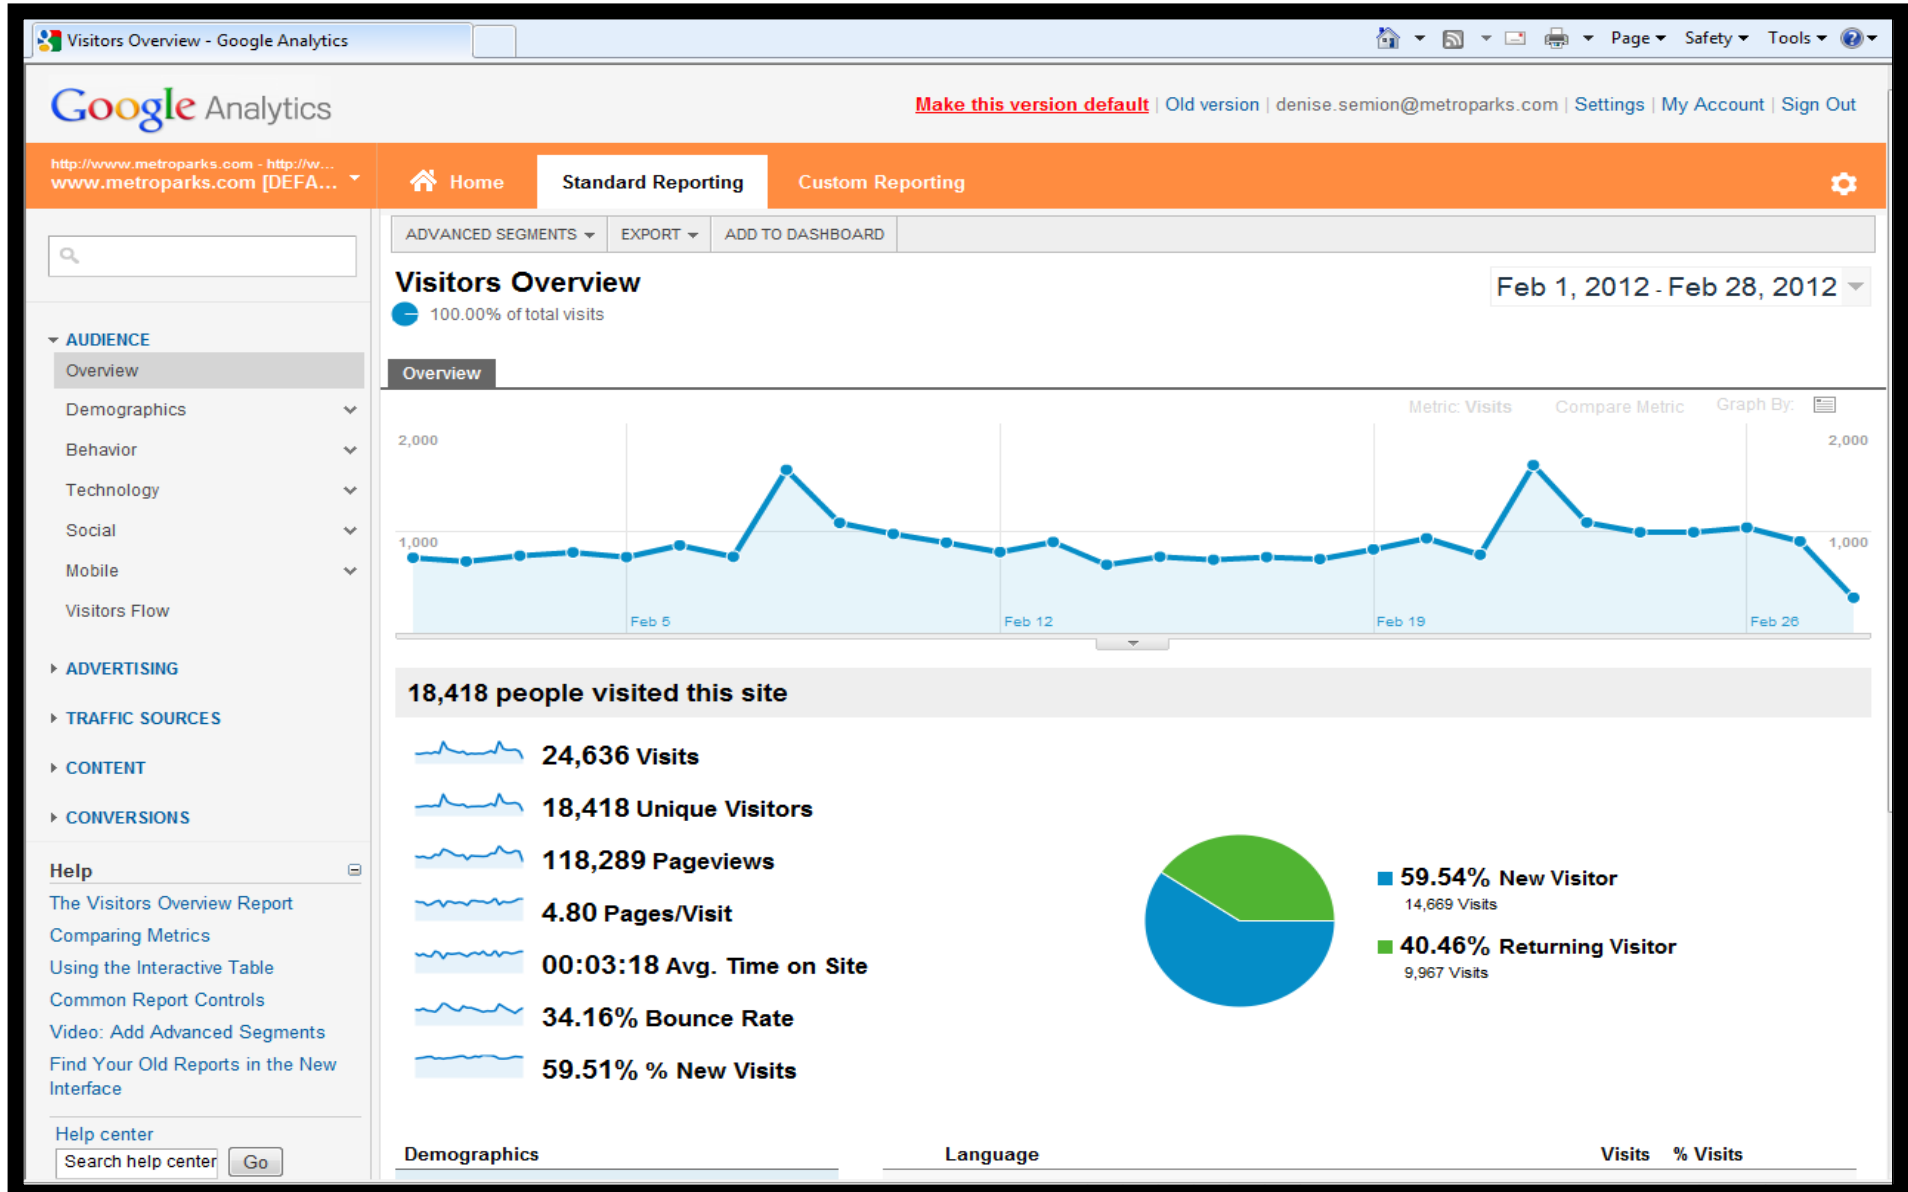 Visitors Overview - Google Analytics
Page Safety Tools
Google Analytics
Make this version default | Old version | denise.semion@metroparks.com | Settings | My Account | Sign Out
http://www.metroparks.com - http://w...
www.metroparks.com [DEFA...
Home Standard Reporting Custom Reporting
ADVANCED SEGMENTS EXPORT ADD TO DASHBOARD
Visitors Overview
100.00% of total visits
Feb 1, 2012 - Feb 28, 2012
AUDIENCE
Overview
Demographics
Behavior
Technology
Social
Mobile
Visitors Flow
ADVERTISING
TRAFFIC SOURCES
CONTENT
CONVERSIONS
Help
The Visitors Overview Report
Comparing Metrics
Using the Interactive Table
Common Report Controls
Video: Add Advanced Segments
Find Your Old Reports in the New
Interface
Help center
Search help center Go
Overview
Metric: Visits Compare Metric Graph By:
2,000 2,000
1,000 1,000
Feb 5 Feb 12 Feb 19 Feb 26
18,418 people visited this site
24,636 Visits
18,418 Unique Visitors
118,289 Pageviews
4.80 Pages/Visit
00:03:18 Avg. Time on Site
34.16% Bounce Rate
59.51% % New Visits
59.54% New Visitor
14,669 Visits
40.46% Returning Visitor
9,967 Visits
Demographics Language Visits % Visits